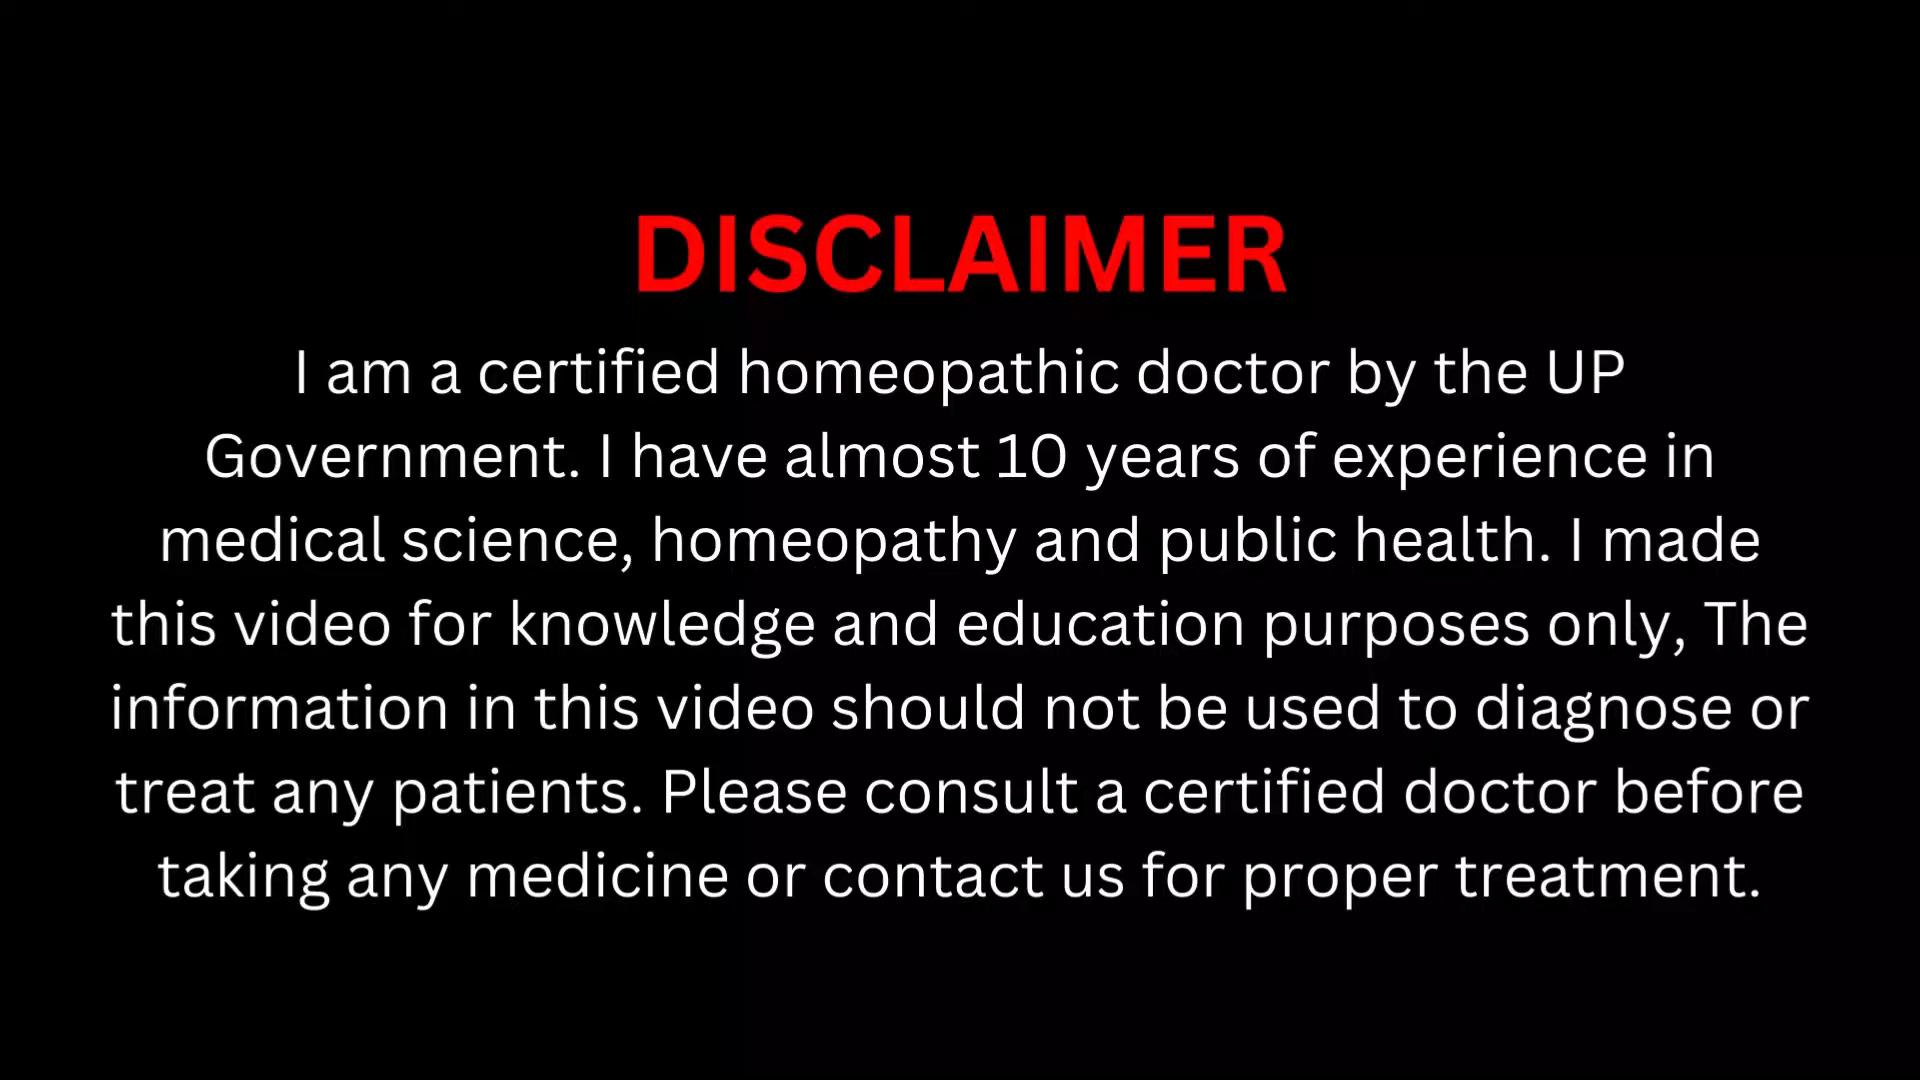 DISCLAIMER
I am a certified homeopathic doctor by the UP
Government. I have almost 10 years of experience in
medical science, homeopathy and public health. I made
this video for knowledge and education purposes only, The
information in this video should not be used to diagnose or
treat any patients. Please consult a certified doctor before
taking any medicine or contact us for proper treatment.